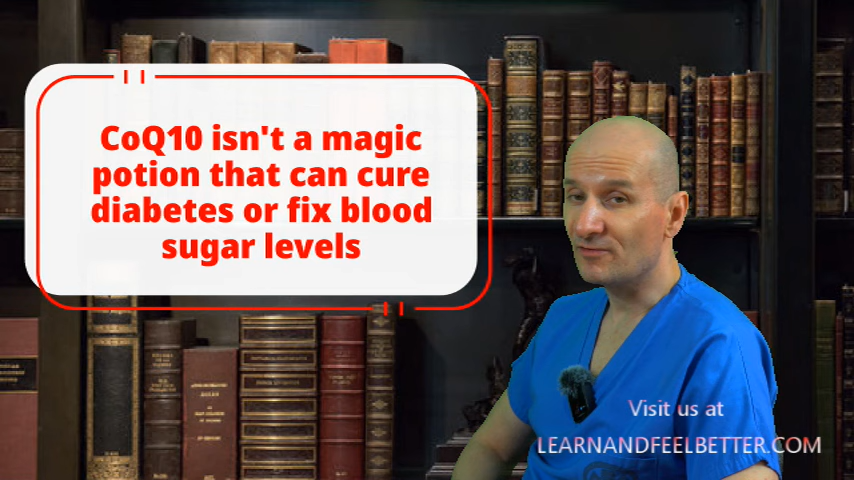 CoQ10 isn't a magic
potion that can cure
diabetes or fix blood
sugar levels
Visit us at
LEARNANDFEELBETTER.COM